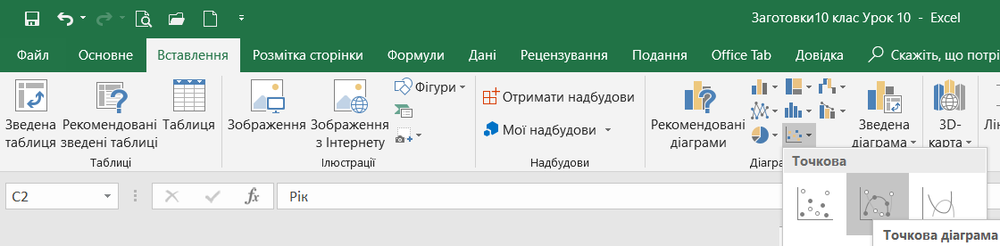 Заготовки10 клас Урок 10 - Excel
Файл Основне Вставлення Розмітка сторінки Формули Дані Рецензування Подання Office Tab Довідка Скажіть, що потрі
Зведена таблиця
Рекомендовані зведені таблиці
Таблиця
Таблиці
Зображення
Зображення з Інтернету
Фігури
Ілюстрації
Отримати надбудови
Мої надбудови
Надбудови
Рекомендовані діаграми
Зведена діаграма
3D-карта
Діагра
Точкова
Точкова діаграма
C2
fx
Рік